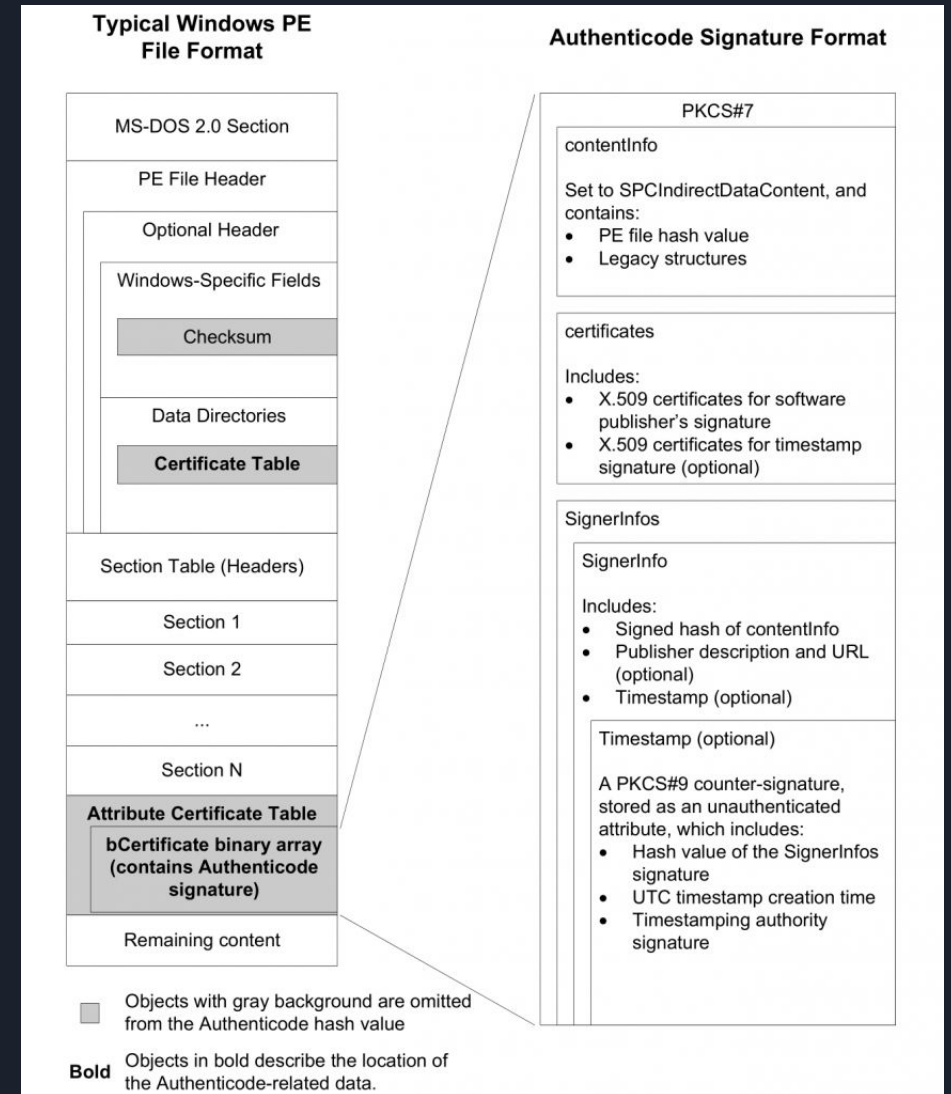 Typical Windows PE
File Format
MS-DOS 2.0 Section
PE File Header
Optional Header
Windows-Specific Fields
Checksum
Data Directories
Certificate Table
Section Table (Headers)
Section 1
Section 2
...
Section N
Attribute Certificate Table
bCertificate binary array
(contains Authenticode
signature)
Remaining content
Objects with gray background are omitted
from the Authenticode hash value
Bold Objects in bold describe the location of
the Authenticode-related data.
Authenticode Signature Format
PKCS#7
contentInfo
Set to SPCIndirectDataContent, and
contains:
• PE file hash value
• Legacy structures
certificates
Includes:
• X.509 certificates for software
publisher's signature
• X.509 certificates for timestamp
signature (optional)
SignerInfos
SignerInfo
Includes:
• Signed hash of contentInfo
• Publisher description and URL
(optional)
• Timestamp (optional)
Timestamp (optional)
A PKCS#9 counter-signature,
stored as an unauthenticated
attribute, which includes:
• Hash value of the SignerInfos
signature
• UTC timestamp creation time
• Timestamping authority
signature